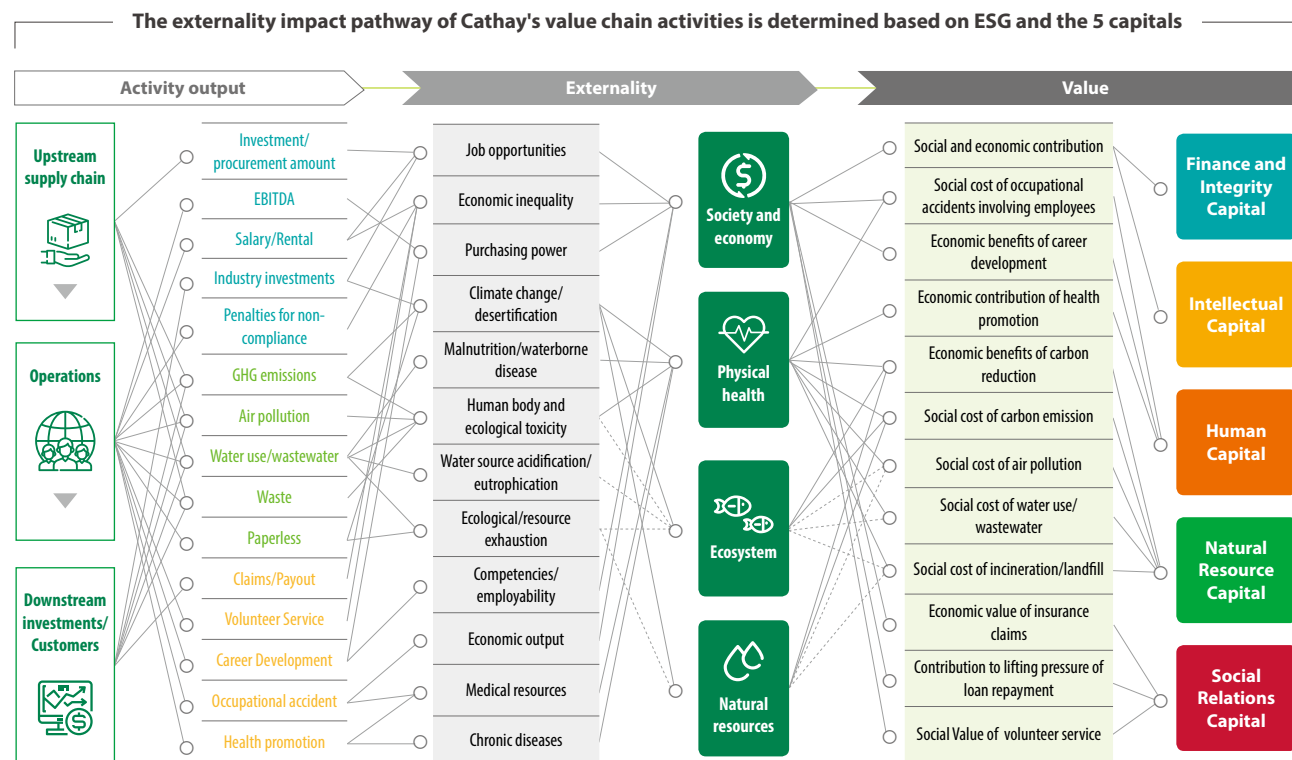 The externality impact pathway of Cathay's value chain activities is determined based on ESG and the 5 capitals
Activity output
Externality
Value
Upstream
supply chain
Operations
Downstream
investments/
Customers
Investment/
procurement amount
EBITDA
Salary/Rental
Industry investments
Penalties for non-
compliance
GHG emissions
Air pollution
Water use/wastewater
Waste
Paperless
Claims/Payout
Volunteer Service
Career Development
Occupational accident
Health promotion
Job opportunities
Economic inequality
Purchasing power
Climate change/
desertification
Malnutrition/waterborne
disease
Human body and
ecological toxicity
Water source acidification/
eutrophication
Ecological/resource
exhaustion
Competencies/
employability
Economic output
Medical resources
Chronic diseases
Society and
economy
Physical
health
Ecosystem
Natural
resources
Social and economic contribution
Social cost of occupational
accidents involving employees
Economic benefits of career
development
Economic contribution of health
promotion
Economic benefits of carbon
reduction
Social cost of carbon emission
Social cost of air pollution
Social cost of water use/
wastewater
Social cost of incineration/landfill
Economic value of insurance
claims
Contribution to lifting pressure of
loan repayment
Social Value of volunteer service
Finance and
Integrity
Capital
Intellectual
Capital
Human
Capital
Natural
Resource
Capital
Social
Relations
Capital